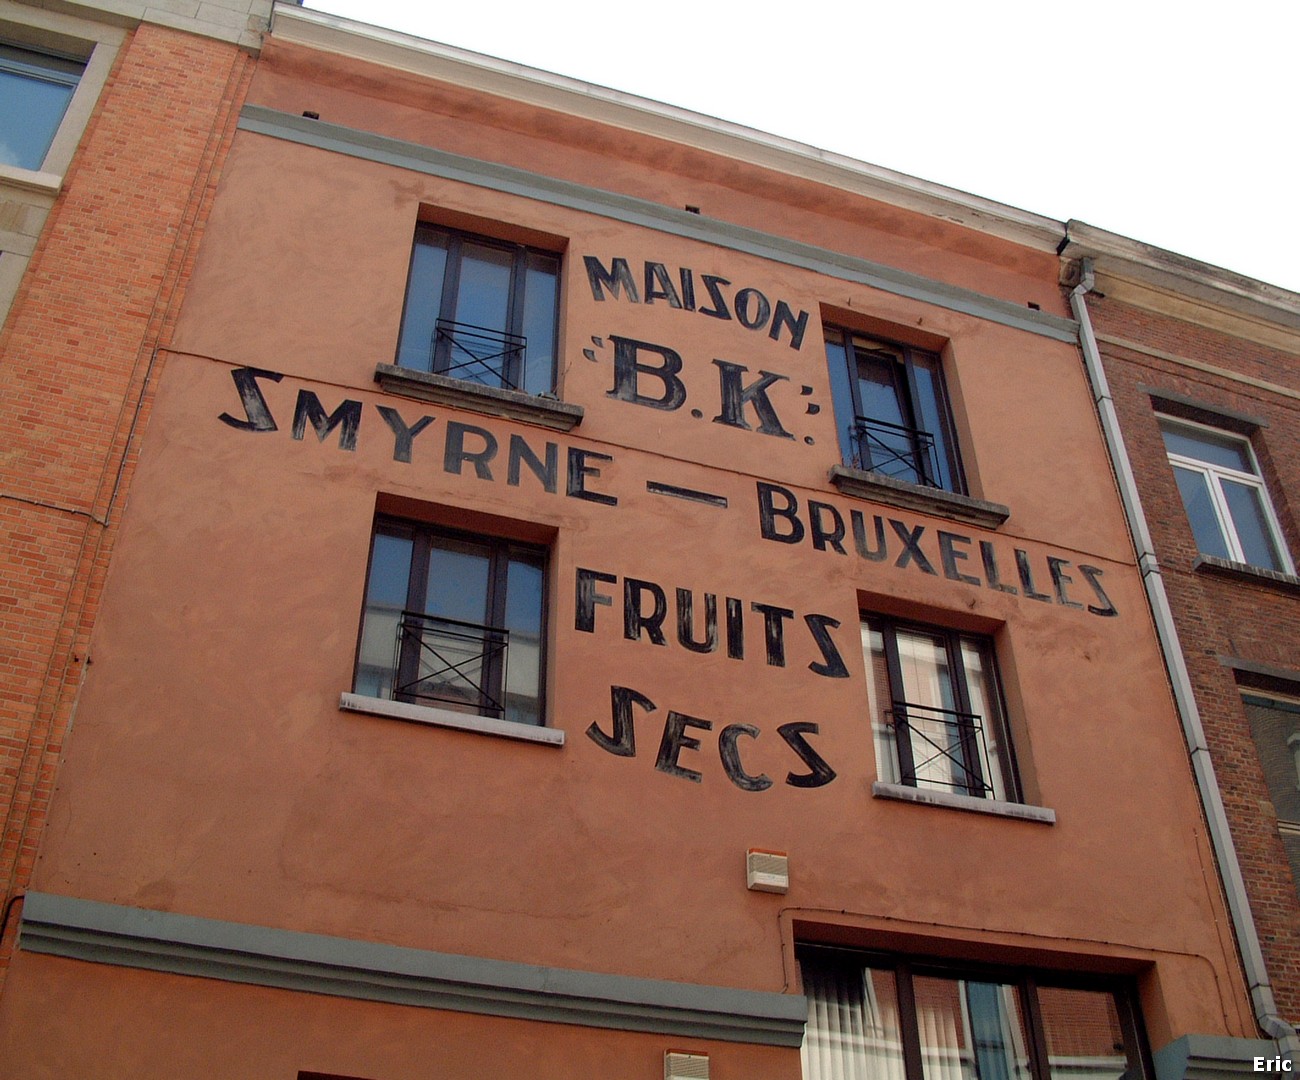 MAISON
"B.K."
SMYRNE — BRUXELLES
FRUITS
SECS
Eric